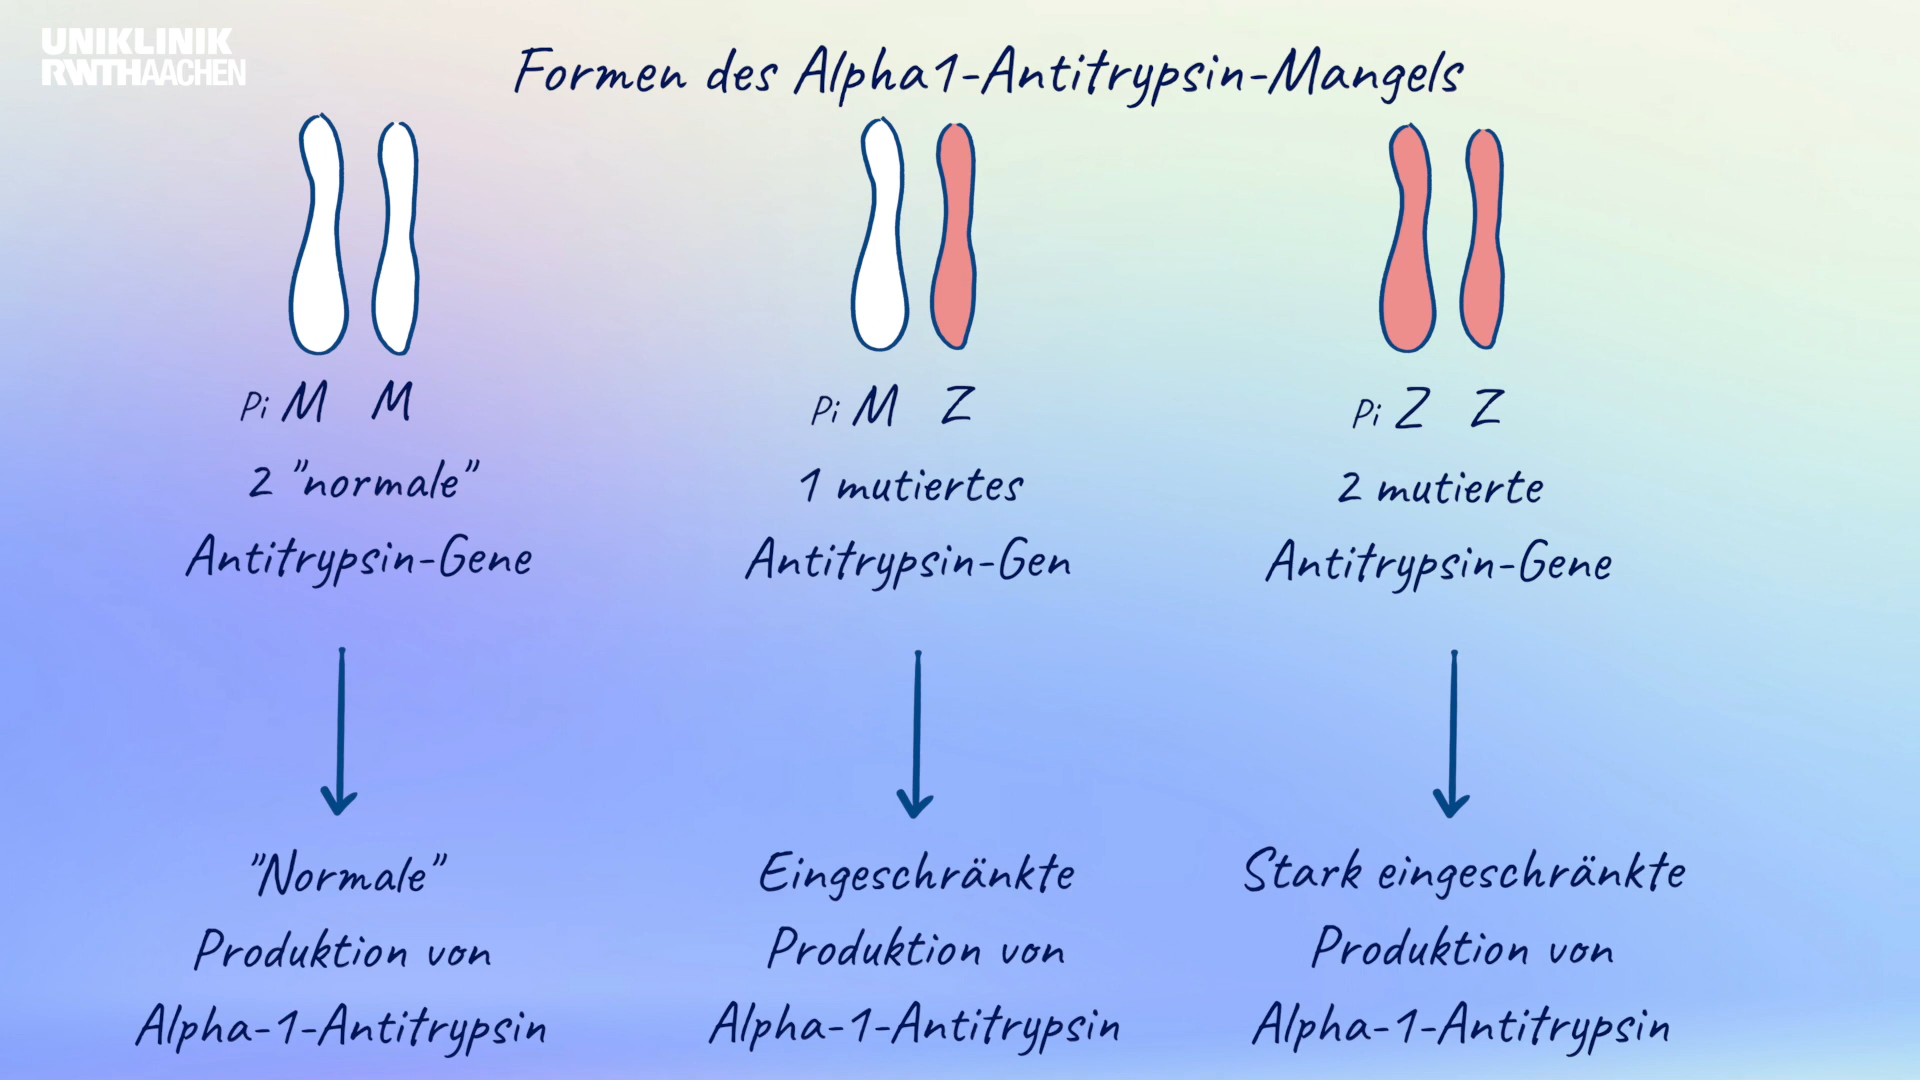 UNIKLINIK
RWTHAACHEN
Formen des Alpha1-Antitrypsin-Mangels
Pi M M
2 "normale"
Antitrypsin-Gene
"Normale"
Produktion von
Alpha-1-Antitrypsin
Pi M Z
1 mutiertes
Antitrypsin-Gen
Eingeschränkte
Produktion von
Alpha-1-Antitrypsin
Pi Z Z
2 mutierte
Antitrypsin-Gene
Stark eingeschränkte
Produktion von
Alpha-1-Antitrypsin